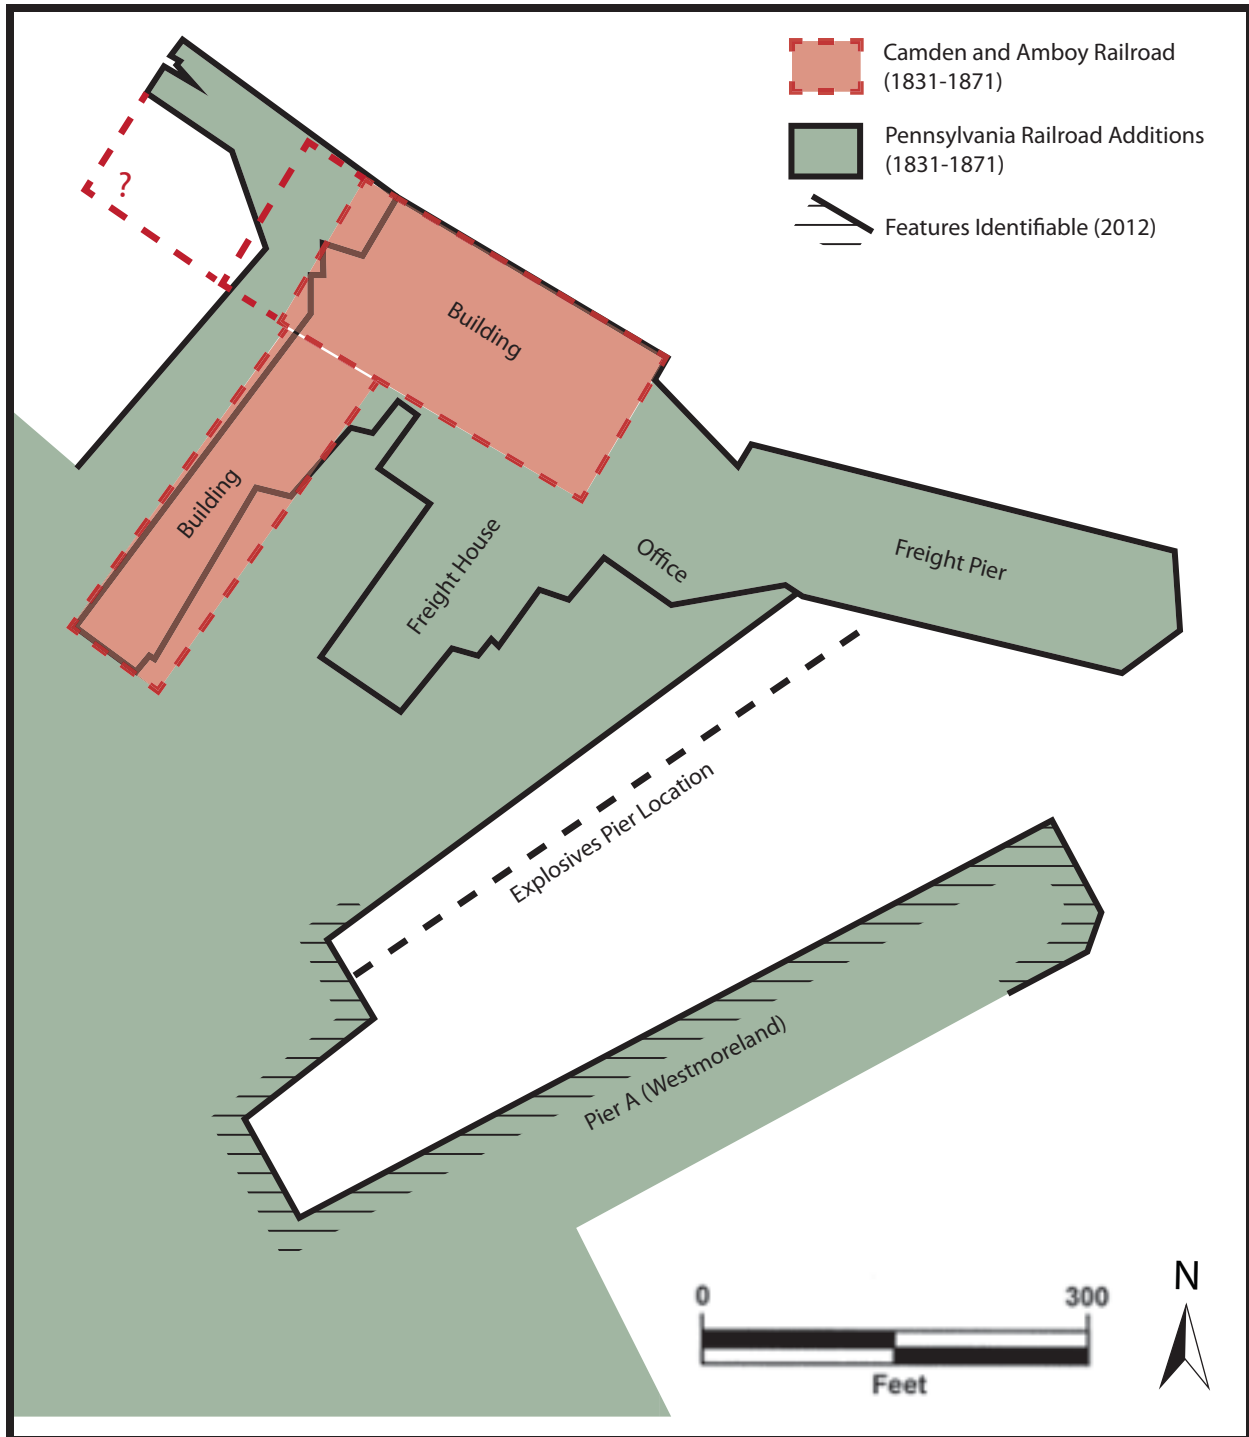 Camden and Amboy Railroad
(1831-1871)
Pennsylvania Railroad Additions
(1831-1871)
Features Identifiable (2012)
?
Building
Building
Freight House
Office
Freight Pier
Explosives Pier Location
Pier A (Westmoreland)
N
0 300
Feet